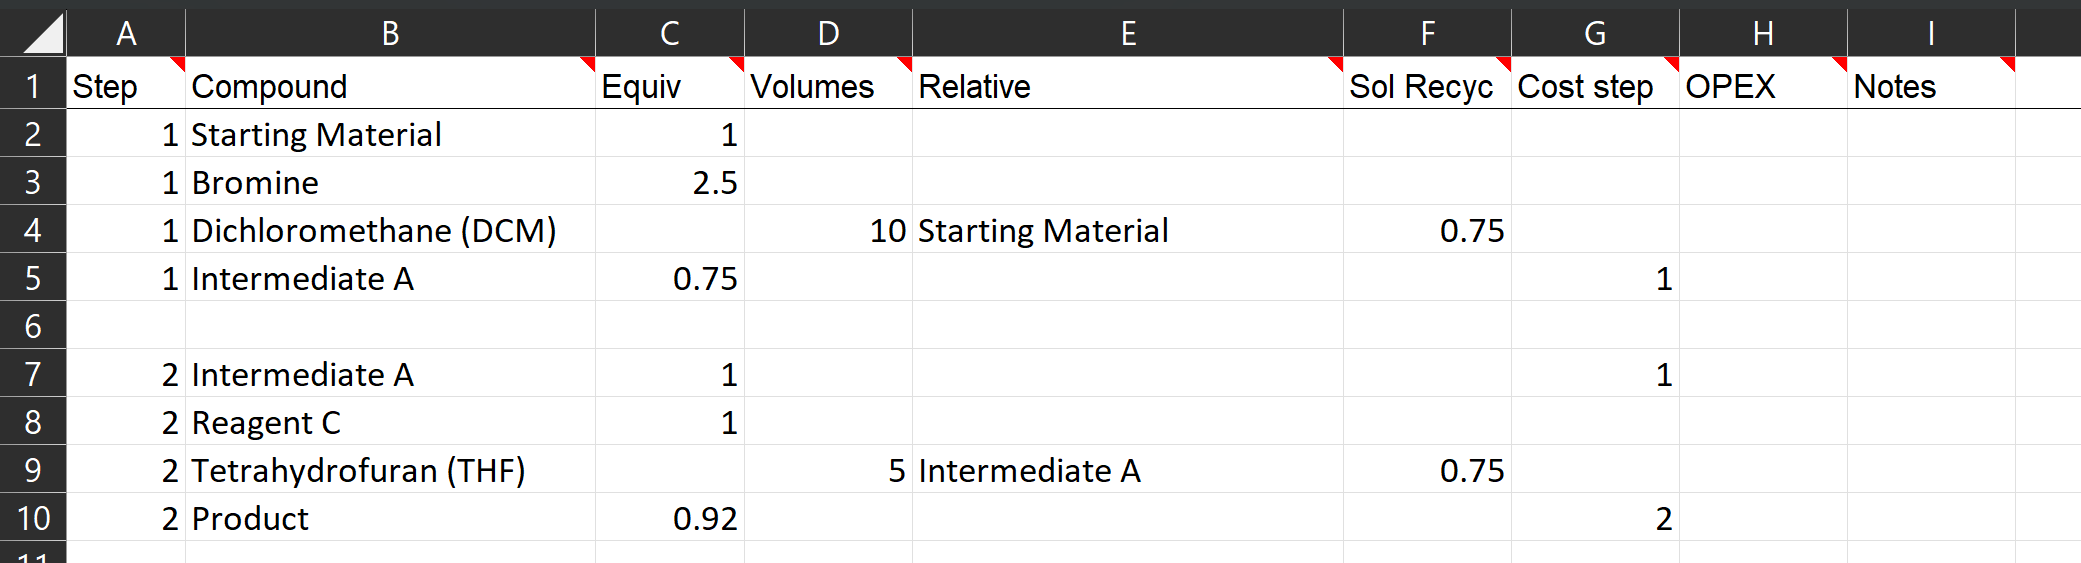 A B C D E F G H I
1 Step Compound Equiv Volumes Relative Sol Recyc Cost step OPEX Notes
2 1 Starting Material 1
3 1 Bromine 2.5
4 1 Dichloromethane (DCM) 10 Starting Material 0.75
5 1 Intermediate A 0.75 1
6
7 2 Intermediate A 1 1
8 2 Reagent C 1
9 2 Tetrahydrofuran (THF) 5 Intermediate A 0.75
10 2 Product 0.92 2
11